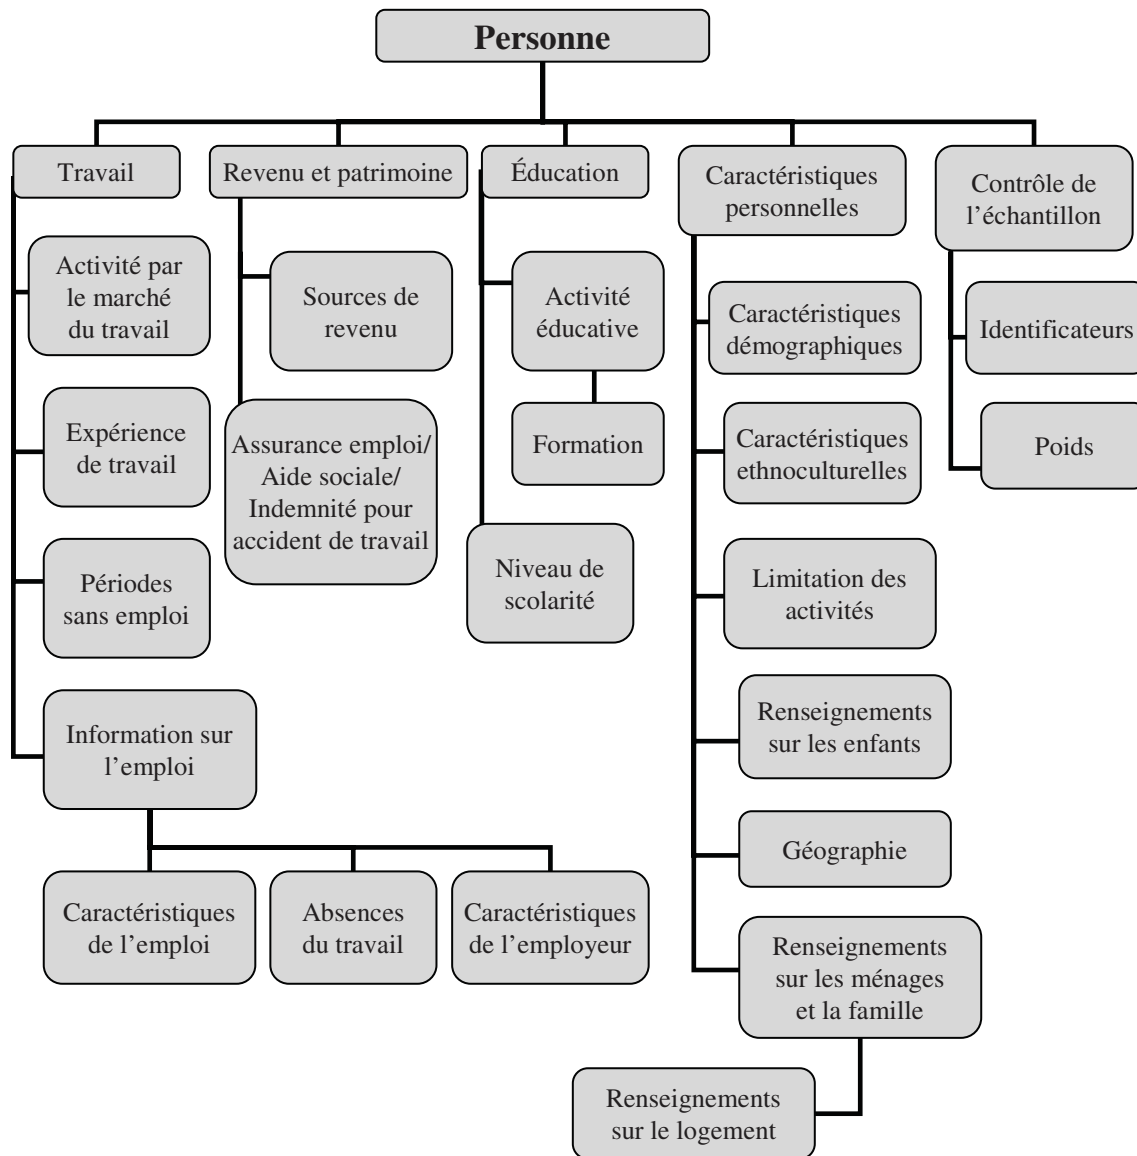 Personne
Travail
Revenu et patrimoine
Éducation
Caractéristiques
personnelles
Contrôle de
l’échantillon
Activité par
le marché
du travail
Expérience
de travail
Périodes
sans emploi
Information sur
l’emploi
Caractéristiques
de l’emploi
Absences
du travail
Caractéristiques
de l’employeur
Sources de
revenu
Assurance emploi/
Aide sociale/
Indemnité pour
accident de travail
Activité
éducative
Formation
Niveau de
scolarité
Caractéristiques
démographiques
Caractéristiques
ethnoculturelles
Limitation des
activités
Renseignements
sur les enfants
Géographie
Renseignements
sur les ménages
et la famille
Renseignements
sur le logement
Identificateurs
Poids